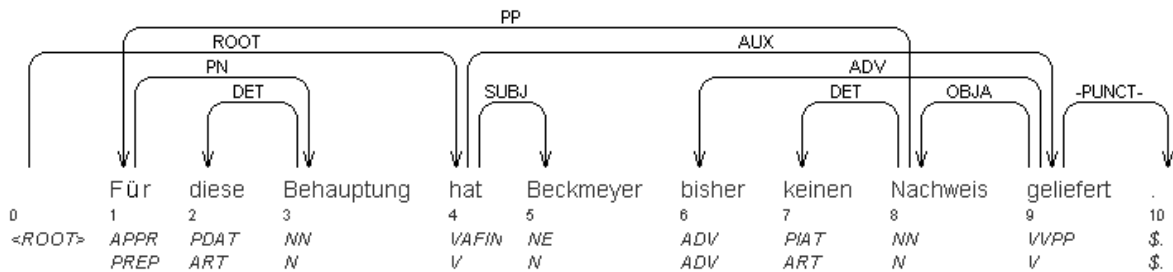 PP
ROOT AUX
PN ADV
DET SUBJ DET OBJA -PUNCT-
Für diese Behauptung hat Beckmeyer bisher keinen Nachweis geliefert .
0 1 2 3 4 5 6 7 8 9 10
<ROOT> APPR PDAT NN VAFIN NE ADV PIAT NN VVPP $.
PREP ART N V N ADV ART N V $.